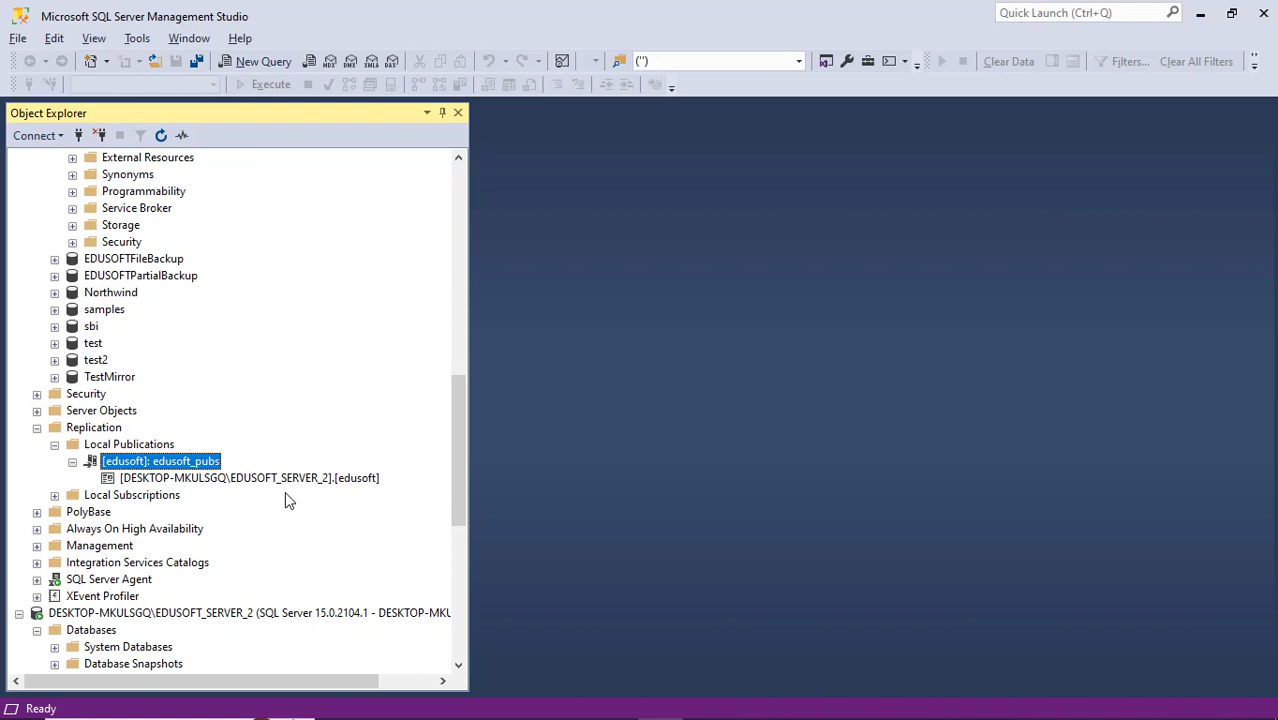 Microsoft SQL Server Management Studio
Quick Launch (Ctrl+Q)
File Edit View Tools Window Help
New Query
MDX DMX XMLA DAX
('')
Clear Data
Filters...
Clear All Filters
Execute
Object Explorer
Connect
External Resources
Synonyms
Programmability
Service Broker
Storage
Security
EDUSOFTFileBackup
EDUSOFTPartialBackup
Northwind
samples
sbi
test
test2
TestMirror
Security
Server Objects
Replication
Local Publications
[edusoft]: edusoft_pubs
[DESKTOP-MKULSGQ\EDUSOFT_SERVER_2].[edusoft]
Local Subscriptions
PolyBase
Always On High Availability
Management
Integration Services Catalogs
SQL Server Agent
XEvent Profiler
DESKTOP-MKULSGQ\EDUSOFT_SERVER_2 (SQL Server 15.0.2104.1 - DESKTOP-MKU
Databases
System Databases
Database Snapshots
Ready